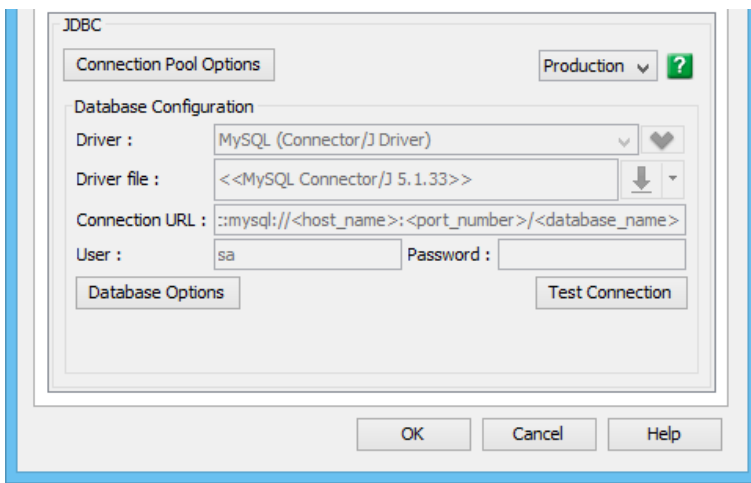 JDBC
Connection Pool Options Production ?
Database Configuration
Driver : MySQL (Connector/J Driver)
Driver file : <<MySQL Connector/J 5.1.33>>
Connection URL : ::mysql://<host_name>:<port_number>/<database_name>
User : sa Password :
Database Options Test Connection
OK Cancel Help